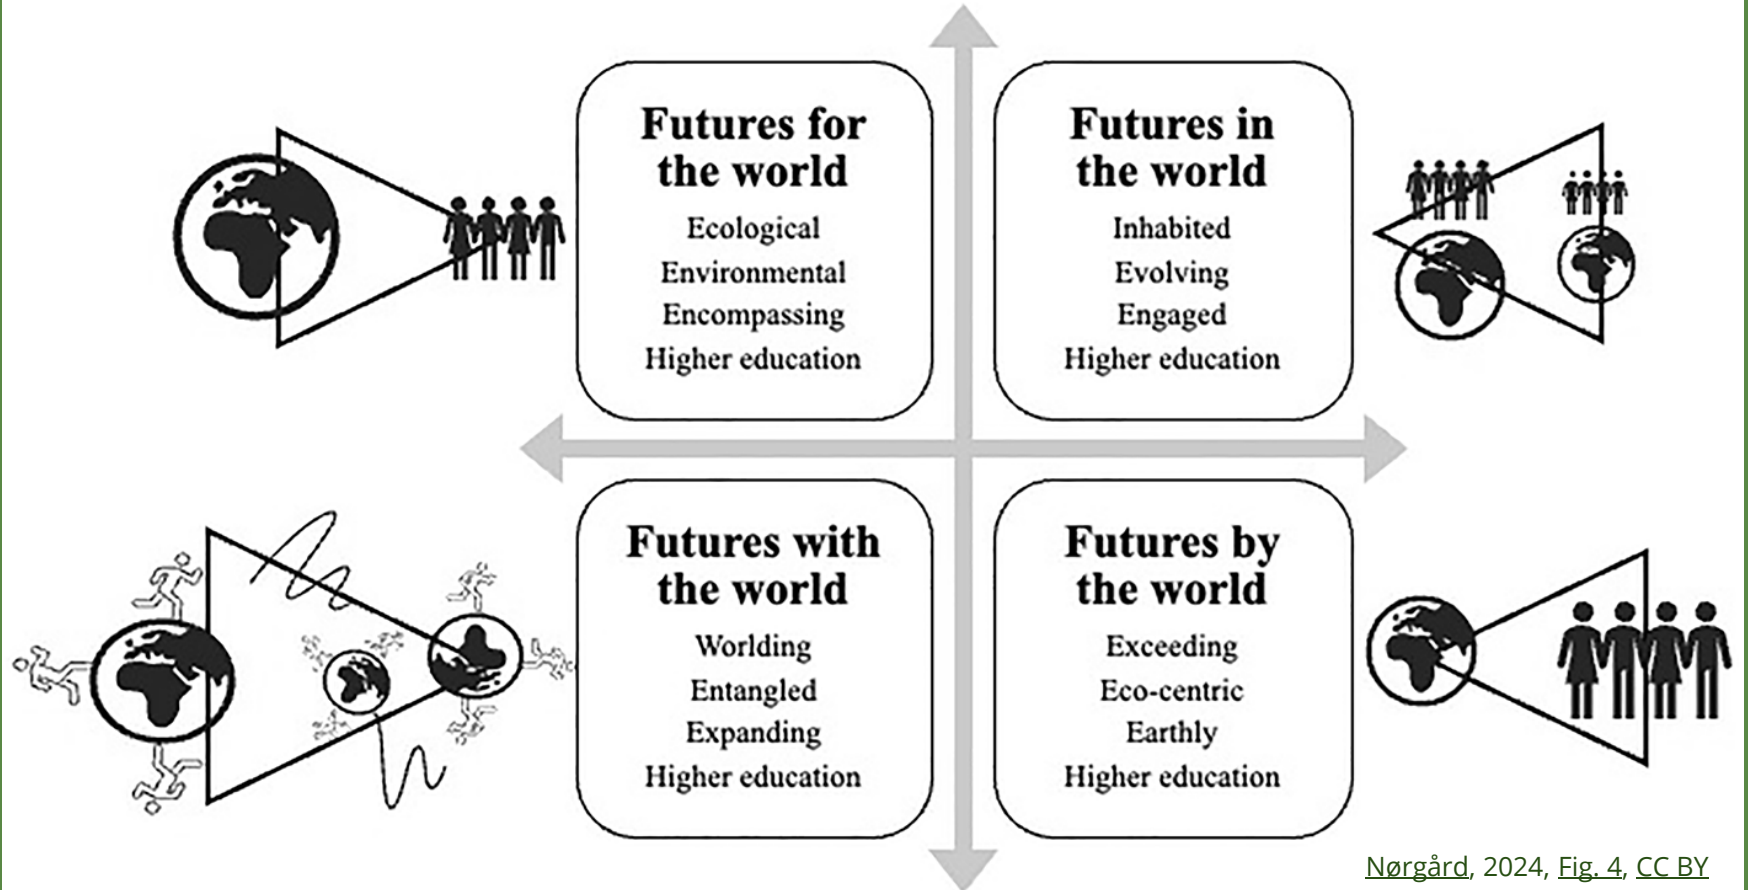 Futures for
the world
Ecological
Environmental
Encompassing
Higher education
Futures in
the world
Inhabited
Evolving
Engaged
Higher education
Futures with
the world
Worlding
Entangled
Expanding
Higher education
Futures by
the world
Exceeding
Eco-centric
Earthly
Higher education
Nørgård, 2024, Fig. 4, CC BY